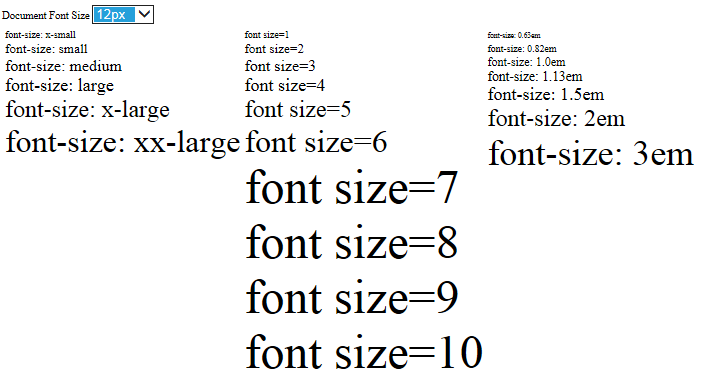 Document Font Size 12px
font-size: x-small
font-size: small
font-size: medium
font-size: large
font-size: x-large
font-size: xx-large
font size=1
font size=2
font size=3
font size=4
font size=5
font size=6
font size=7
font size=8
font size=9
font size=10
font-size: 0.63em
font-size: 0.82em
font-size: 1.0em
font-size: 1.13em
font-size: 1.5em
font-size: 2em
font-size: 3em